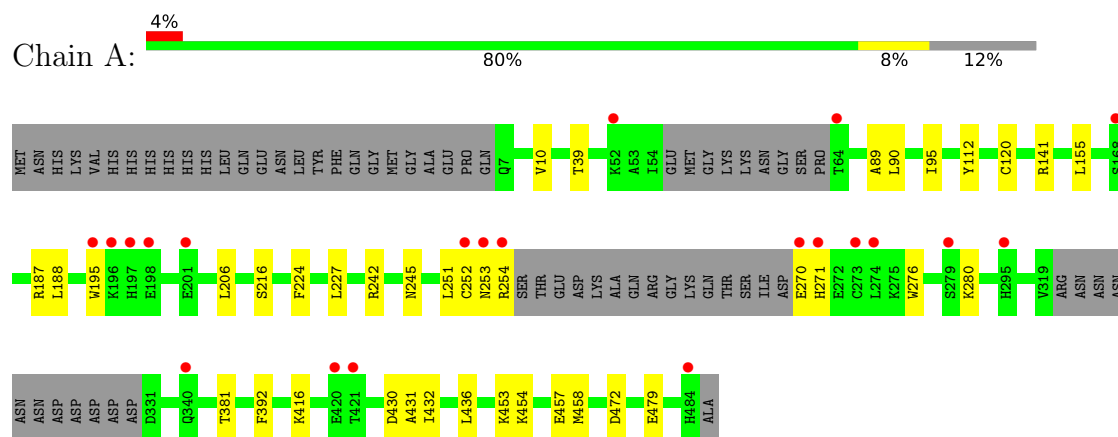 4%
Chain A:
80% 8% 12%
MET ASN HIS LYS VAL HIS HIS HIS HIS HIS HIS LEU GLN GLU ASN LEU TYR PHE GLN GLY MET GLY ALA GLU PRO GLN Q7 V10 T39 K52 A53 I54 GLU MET GLY LYS LYS ASN GLY SER PRO T64 A89 L90 I95 Y112 C120 R141 L155 S168
R187 L188 W195 K196 H197 E198 E201 L206 S216 F224 L227 R242 N245 L251 C252 N253 R254 SER THR GLU ASP LYS ALA GLN ARG GLY LYS GLN THR SER ILE ASP E270 H271 E272 C273 L274 K275 W276 S279 K280 H295 V319 ARG ASN ASN ASN
ASN ASN ASP ASP ASP ASP ASP D331 Q340 T381 F392 K416 E420 T421 D430 A431 I432 L436 K453 K454 E457 M458 D472 E479 H484 ALA